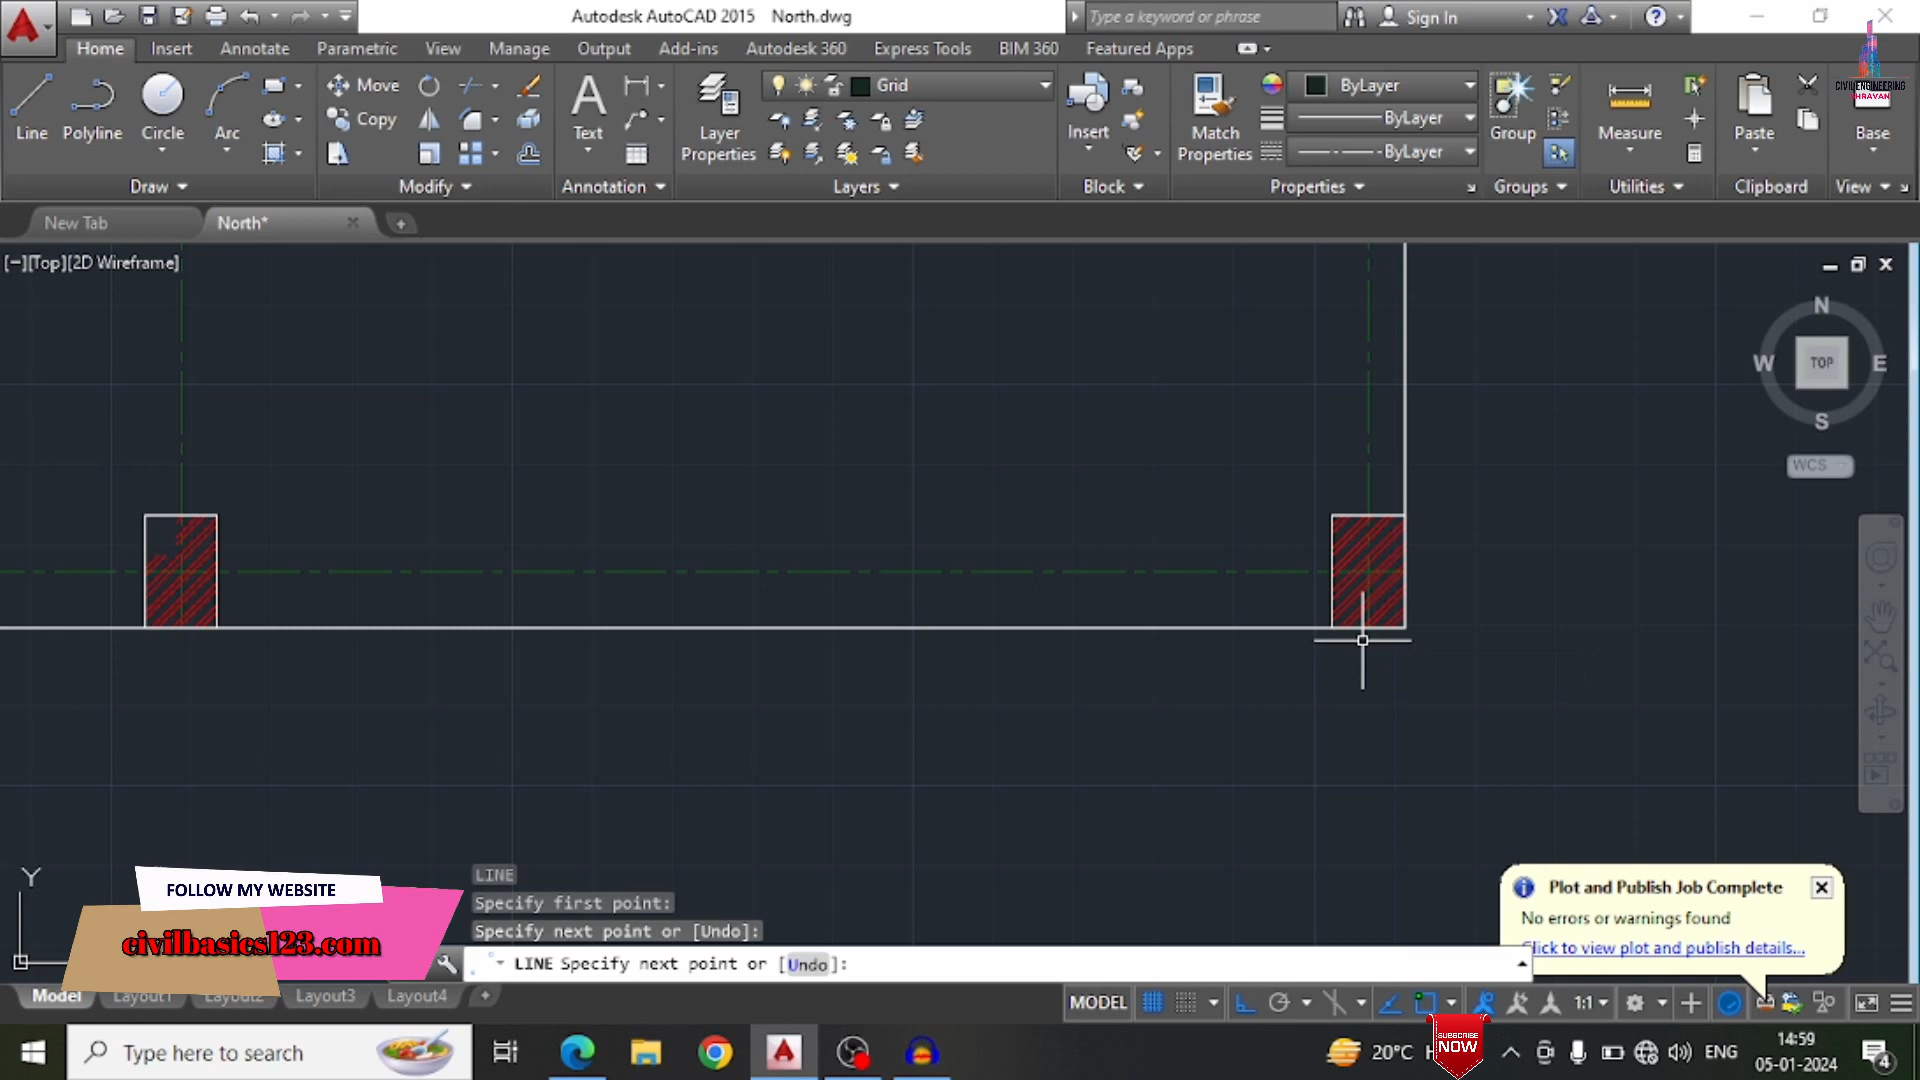 Autodesk AutoCAD 2015 North.dwg
Type a keyword or phrase
Sign In
Home Insert Annotate Parametric View Manage Output Add-ins Autodesk 360 Express Tools BIM 360 Featured Apps
CIVILENGINEERING
Move
Grid
ByLayer
Copy
ByLayer
Line Polyline Circle Arc
Text
Layer Properties
Insert
Match Properties
ByLayer
Group
Measure
Paste
Base
Draw
Modify
Annotation
Layers
Block
Properties
Groups
Utilities
Clipboard
View
New Tab
North*
[−][Top][2D Wireframe]
N
W TOP E
S
WCS
Y
LINE
Specify first point:
Specify next point or [Undo]:
LINE Specify next point or [Undo]:
FOLLOW MY WEBSITE
civilbasics123.com
Plot and Publish Job Complete
No errors or warnings found
Click to view plot and publish details...
Model Layout1 Layout2 Layout3 Layout4
MODEL
1:1
Type here to search
20°C
SUBSCRIBE
NOW
ENG
14:59
05-01-2024
4